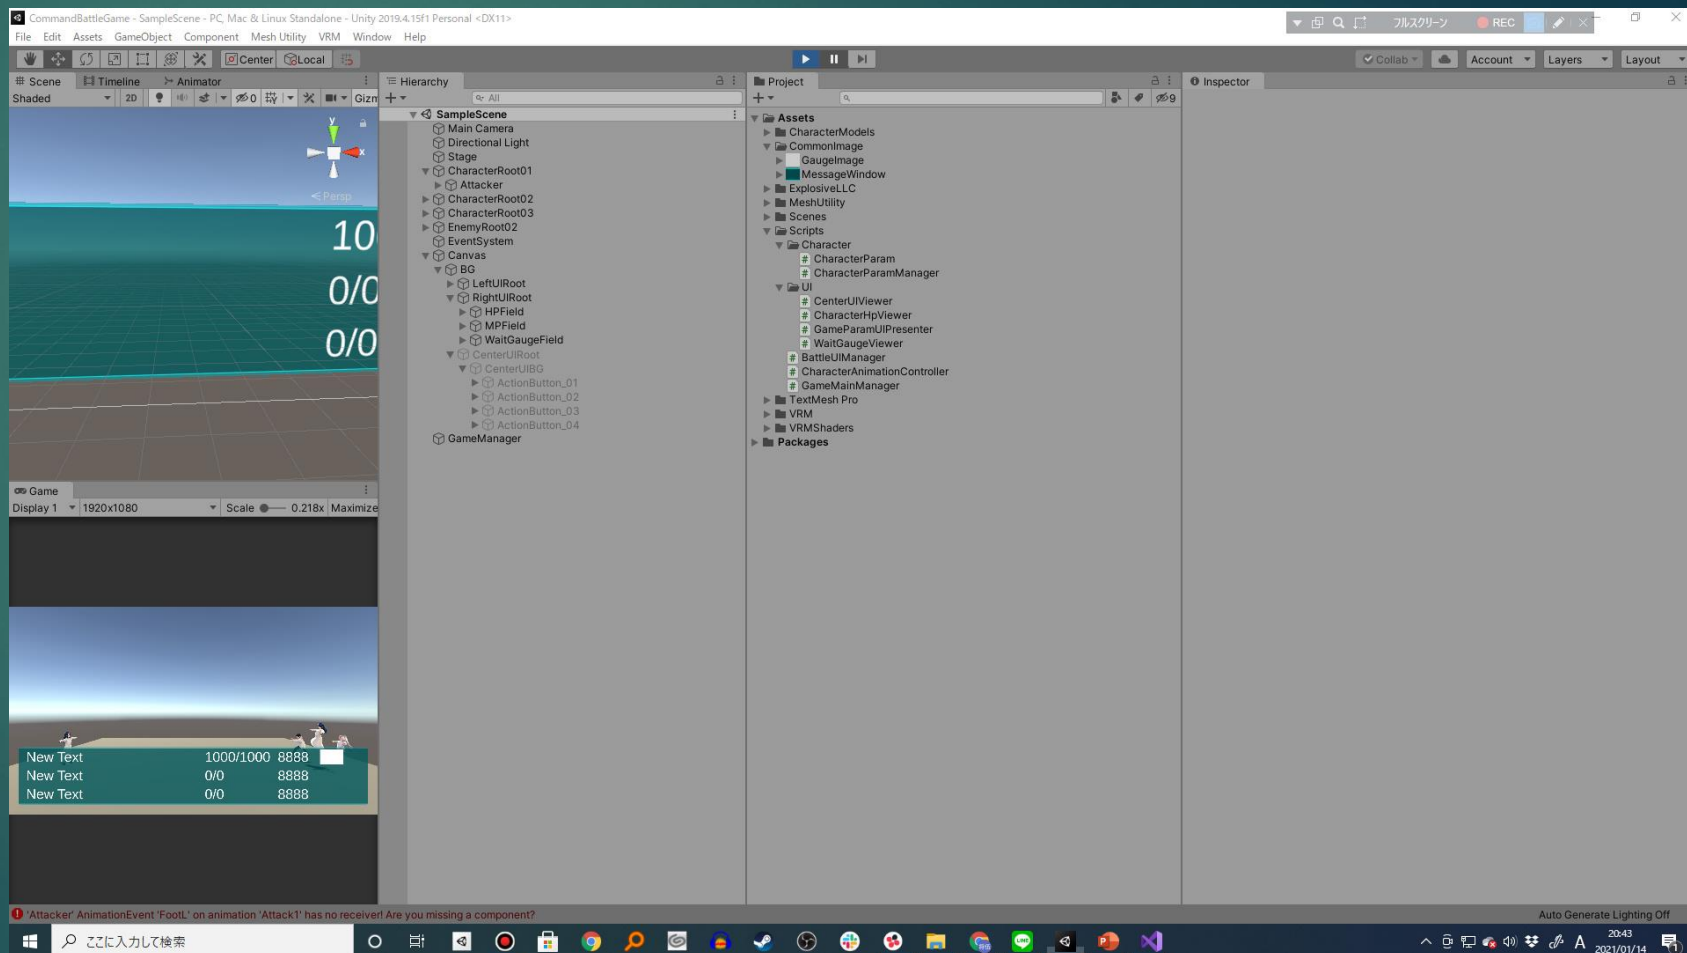 CommandBattleGame - SampleScene - PC, Mac & Linux Standalone - Unity 2019.4.15f1 Personal <DX11>
フルスクリーン REC
File Edit Assets GameObject Component Mesh Utility VRM Window Help
Center Local Collab Account Layers Layout
Scene Timeline Animator
Shaded 2D 0 Gizm
y
x
Persp
10
0/0
0/0
Game
Display 1 1920x1080 Scale 0.218x Maximize
New Text 1000/1000 8888
New Text 0/0 8888
New Text 0/0 8888
Hierarchy
All
SampleScene
Main Camera
Directional Light
Stage
CharacterRoot01
Attacker
CharacterRoot02
CharacterRoot03
EnemyRoot02
EventSystem
Canvas
BG
LeftUIRoot
RightUIRoot
HPField
MPField
WaitGaugeField
CenterUIRoot
CenterUIBG
ActionButton_01
ActionButton_02
ActionButton_03
ActionButton_04
GameManager
Project
9
Assets
CharacterModels
CommonImage
GaugeImage
MessageWindow
ExplosiveLLC
MeshUtility
Scenes
Scripts
Character
CharacterParam
CharacterParamManager
UI
CenterUIViewer
CharacterHpViewer
GameParamUIPresenter
WaitGaugeViewer
BattleUIManager
CharacterAnimationController
GameMainManager
TextMesh Pro
VRM
VRMShaders
Packages
Inspector
'Attacker' AnimationEvent 'FootL' on animation 'Attack1' has no receiver! Are you missing a component?
Auto Generate Lighting Off
ここに入力して検索
A
20:43
2021/01/14